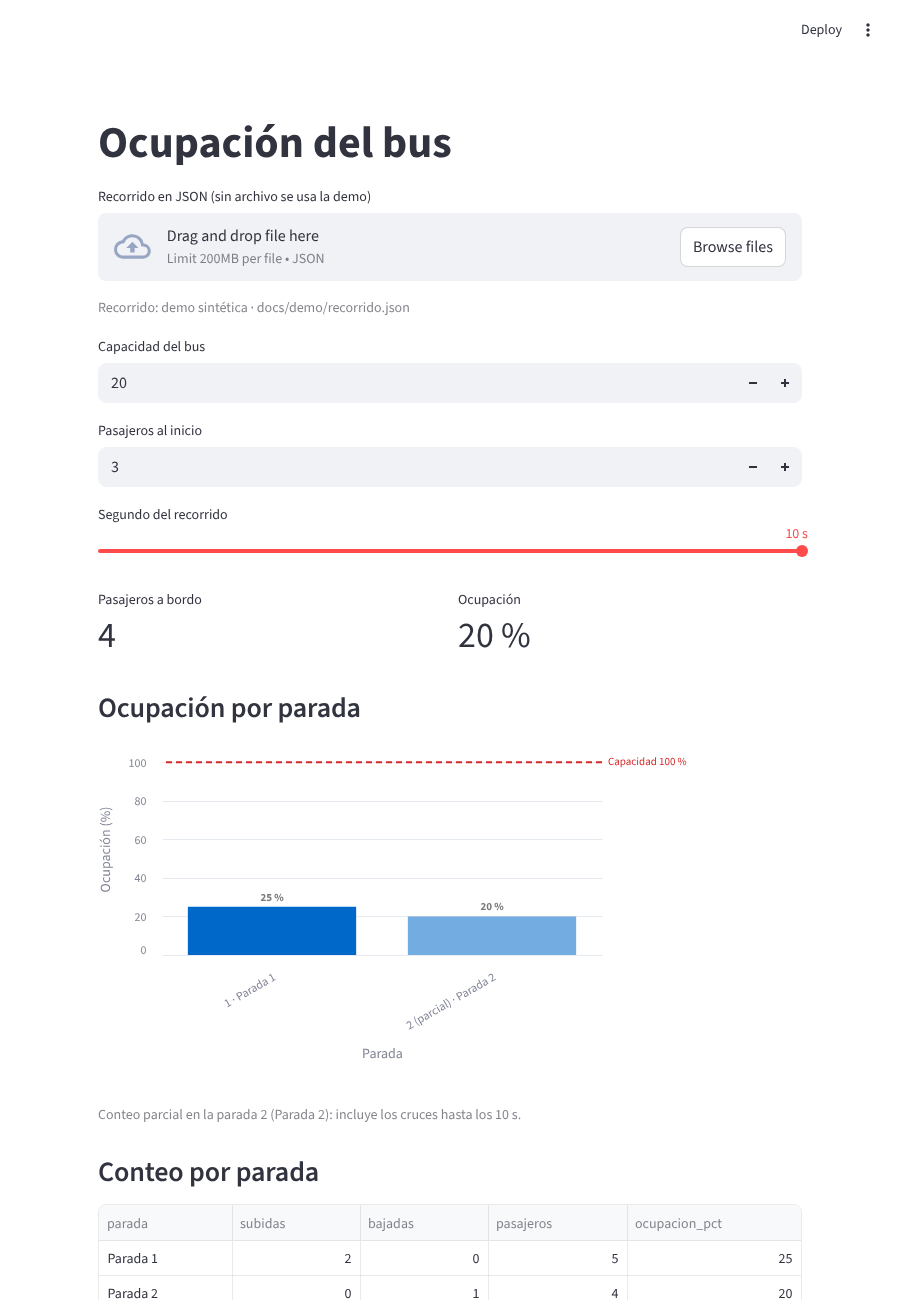 Deploy
Ocupación del bus
Recorrido en JSON (sin archivo se usa la demo)
Drag and drop file here
Limit 200MB per file • JSON
Browse files
Recorrido: demo sintética · docs/demo/recorrido.json
Capacidad del bus
20
Pasajeros al inicio
3
Segundo del recorrido
10 s
Pasajeros a bordo
4
Ocupación
20 %
Ocupación por parada
100
Capacidad 100 %
80
60
40
20
0
Ocupación (%)
25 %
20 %
1 · Parada 1
2 (parcial) · Parada 2
Parada
Conteo parcial en la parada 2 (Parada 2): incluye los cruces hasta los 10 s.
Conteo por parada
parada subidas bajadas pasajeros ocupacion_pct
Parada 1 2 0 5 25
Parada 2 0 1 4 20